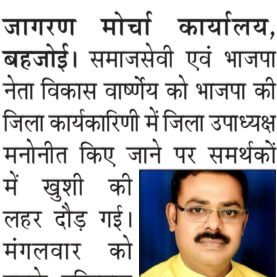 जागरण मोर्चा कार्यालय,
बहजोई। समाजसेवी एवं भाजपा
नेता विकास वार्ष्णेय को भाजपा की
जिला कार्यकारिणी में जिला उपाध्यक्ष
मनोनीत किए जाने पर समर्थकों
में खुशी की
लहर दौड़ गई।
मंगलवार को